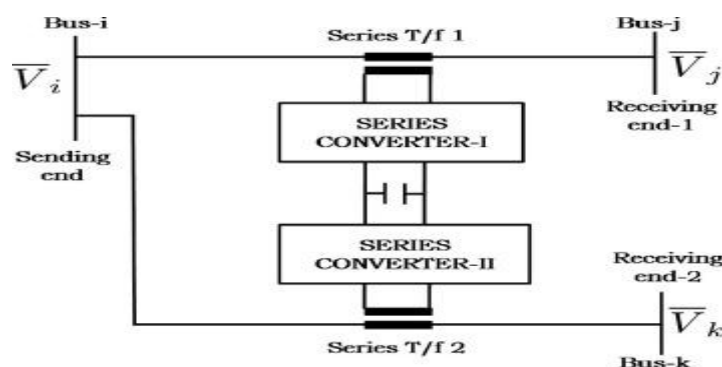 Bus-i
Series T/f 1
Bus-j
V̅i
V̅j
SERIES
CONVERTER-I
Receiving
end-1
Sending
end
SERIES
CONVERTER-II
Receiving
end-2
V̅k
Series T/f 2
Bus-k